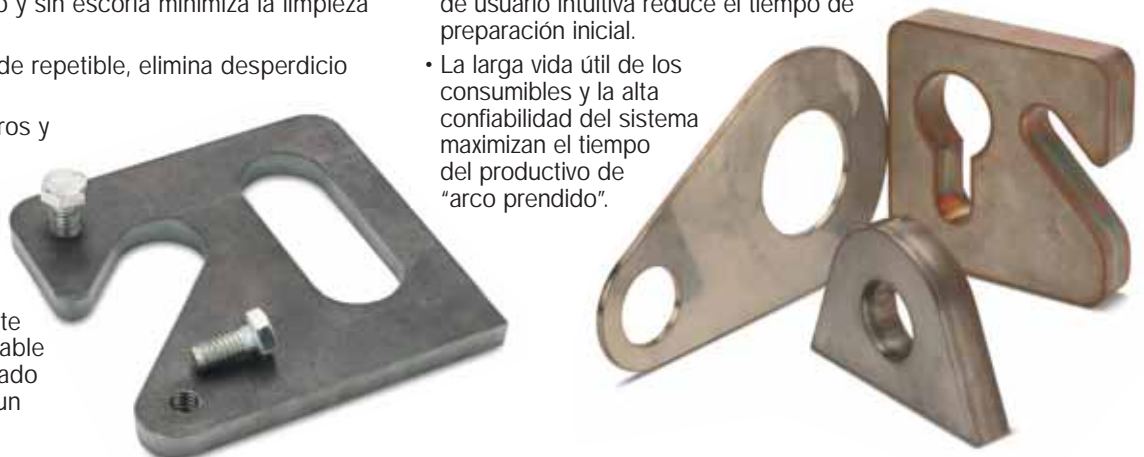 o y sin escoria minimiza la limpieza
de repetible, elimina desperdicio
ros y
te
able
ado
un
de usuario intuitiva reduce el tiempo de
preparación inicial.
• La larga vida útil de los
consumibles y la alta
confiabilidad del sistema
maximizan el tiempo
del productivo de
“arco prendido”.